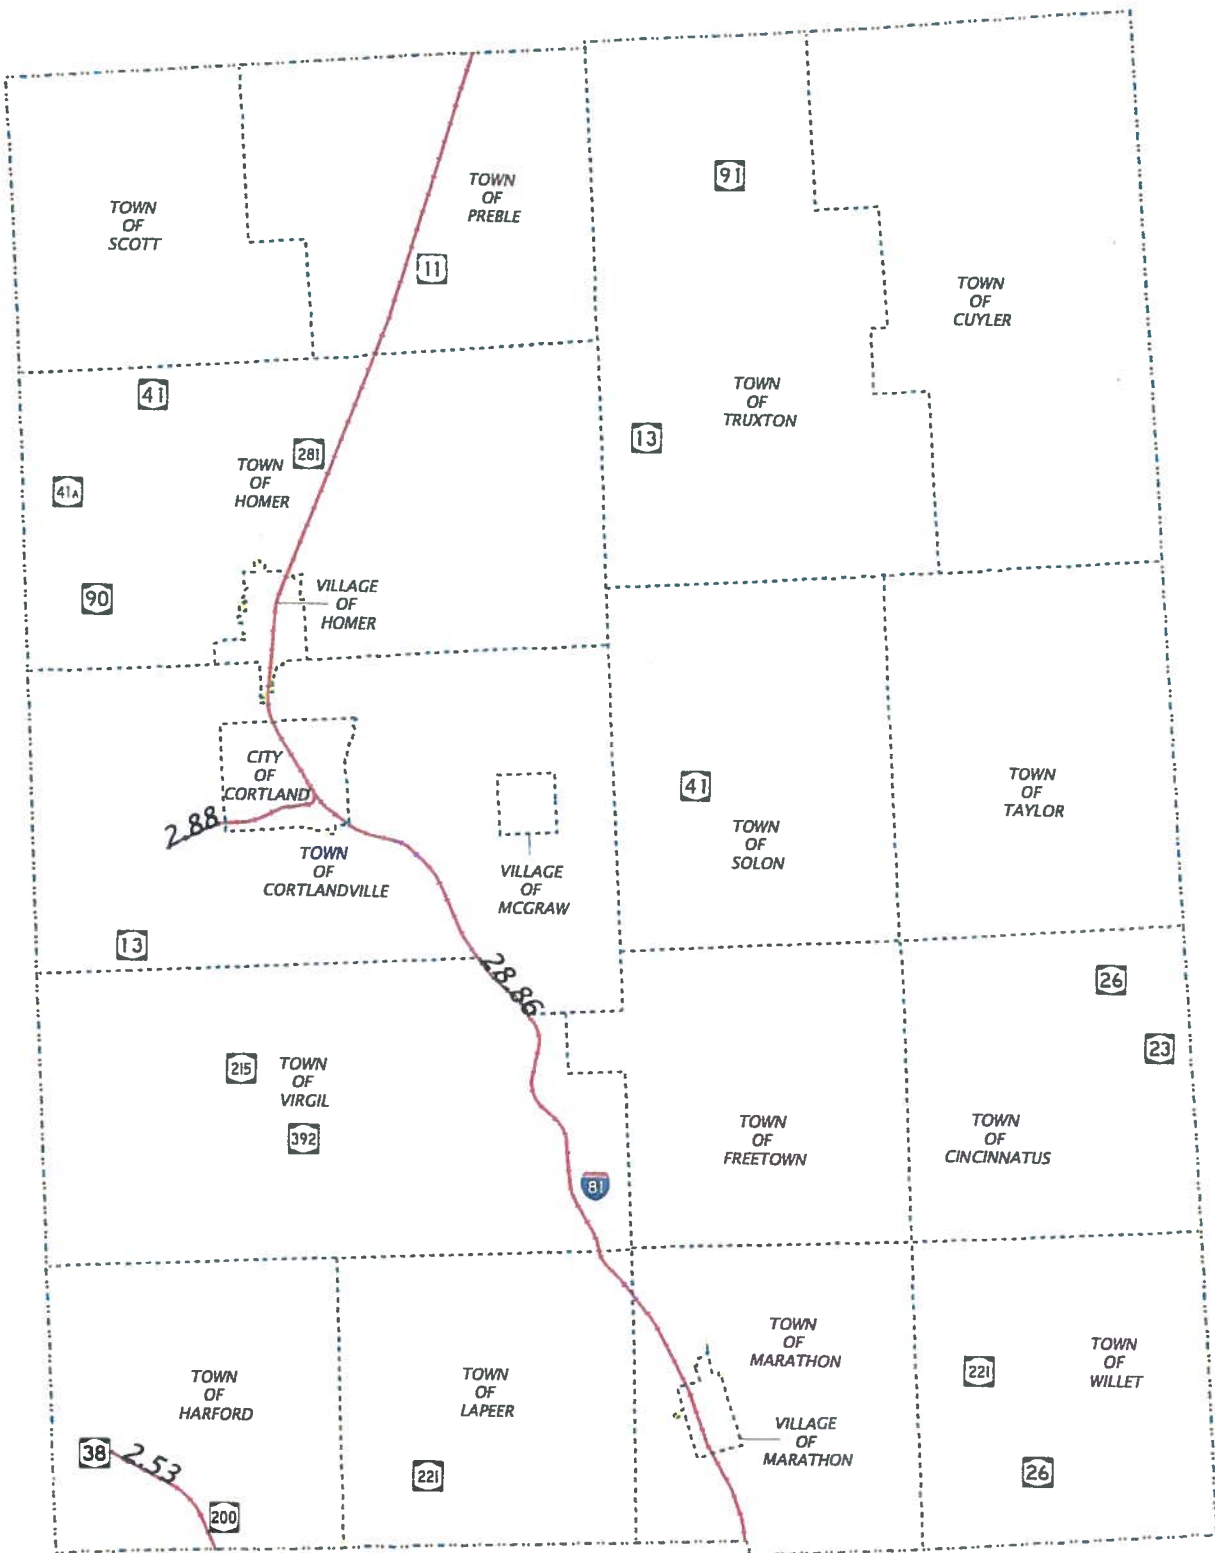 91
TOWN
OF
PREBLE
TOWN
OF
SCOTT
11
TOWN
OF
CUYLER
41
TOWN
OF
TRUXTON
13
281
TOWN
OF
HOMER
41A
90
VILLAGE
OF
HOMER
CITY
OF
CORTLAND
2.88
TOWN
OF
CORTLANDVILLE
VILLAGE
OF
MCGRAW
41
TOWN
OF
SOLON
TOWN
OF
TAYLOR
13
28.86
26
23
215
TOWN
OF
VIRGIL
392
TOWN
OF
FREETOWN
TOWN
OF
CINCINNATUS
81
TOWN
OF
HARFORD
TOWN
OF
LAPEER
TOWN
OF
MARATHON
221
TOWN
OF
WILLET
VILLAGE
OF
MARATHON
38
2.53
200
221
26